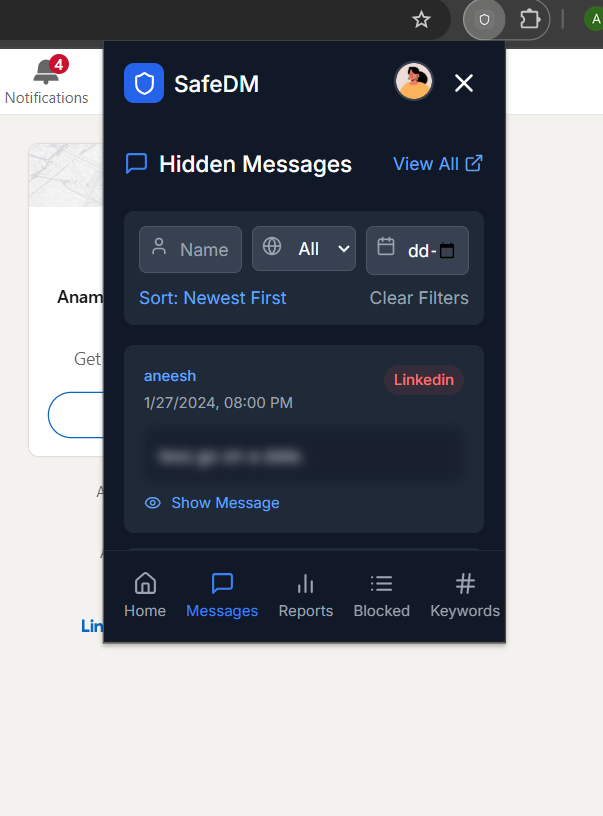 A
4
Notifications
SafeDM
Hidden Messages
View All
Name
All
dd-
Sort: Newest First
Clear Filters
Anam
Get
aneesh
Linkedin
1/27/2024, 08:00 PM
Show Message
A
Home
Messages
Reports
Blocked
Keywords
Lin